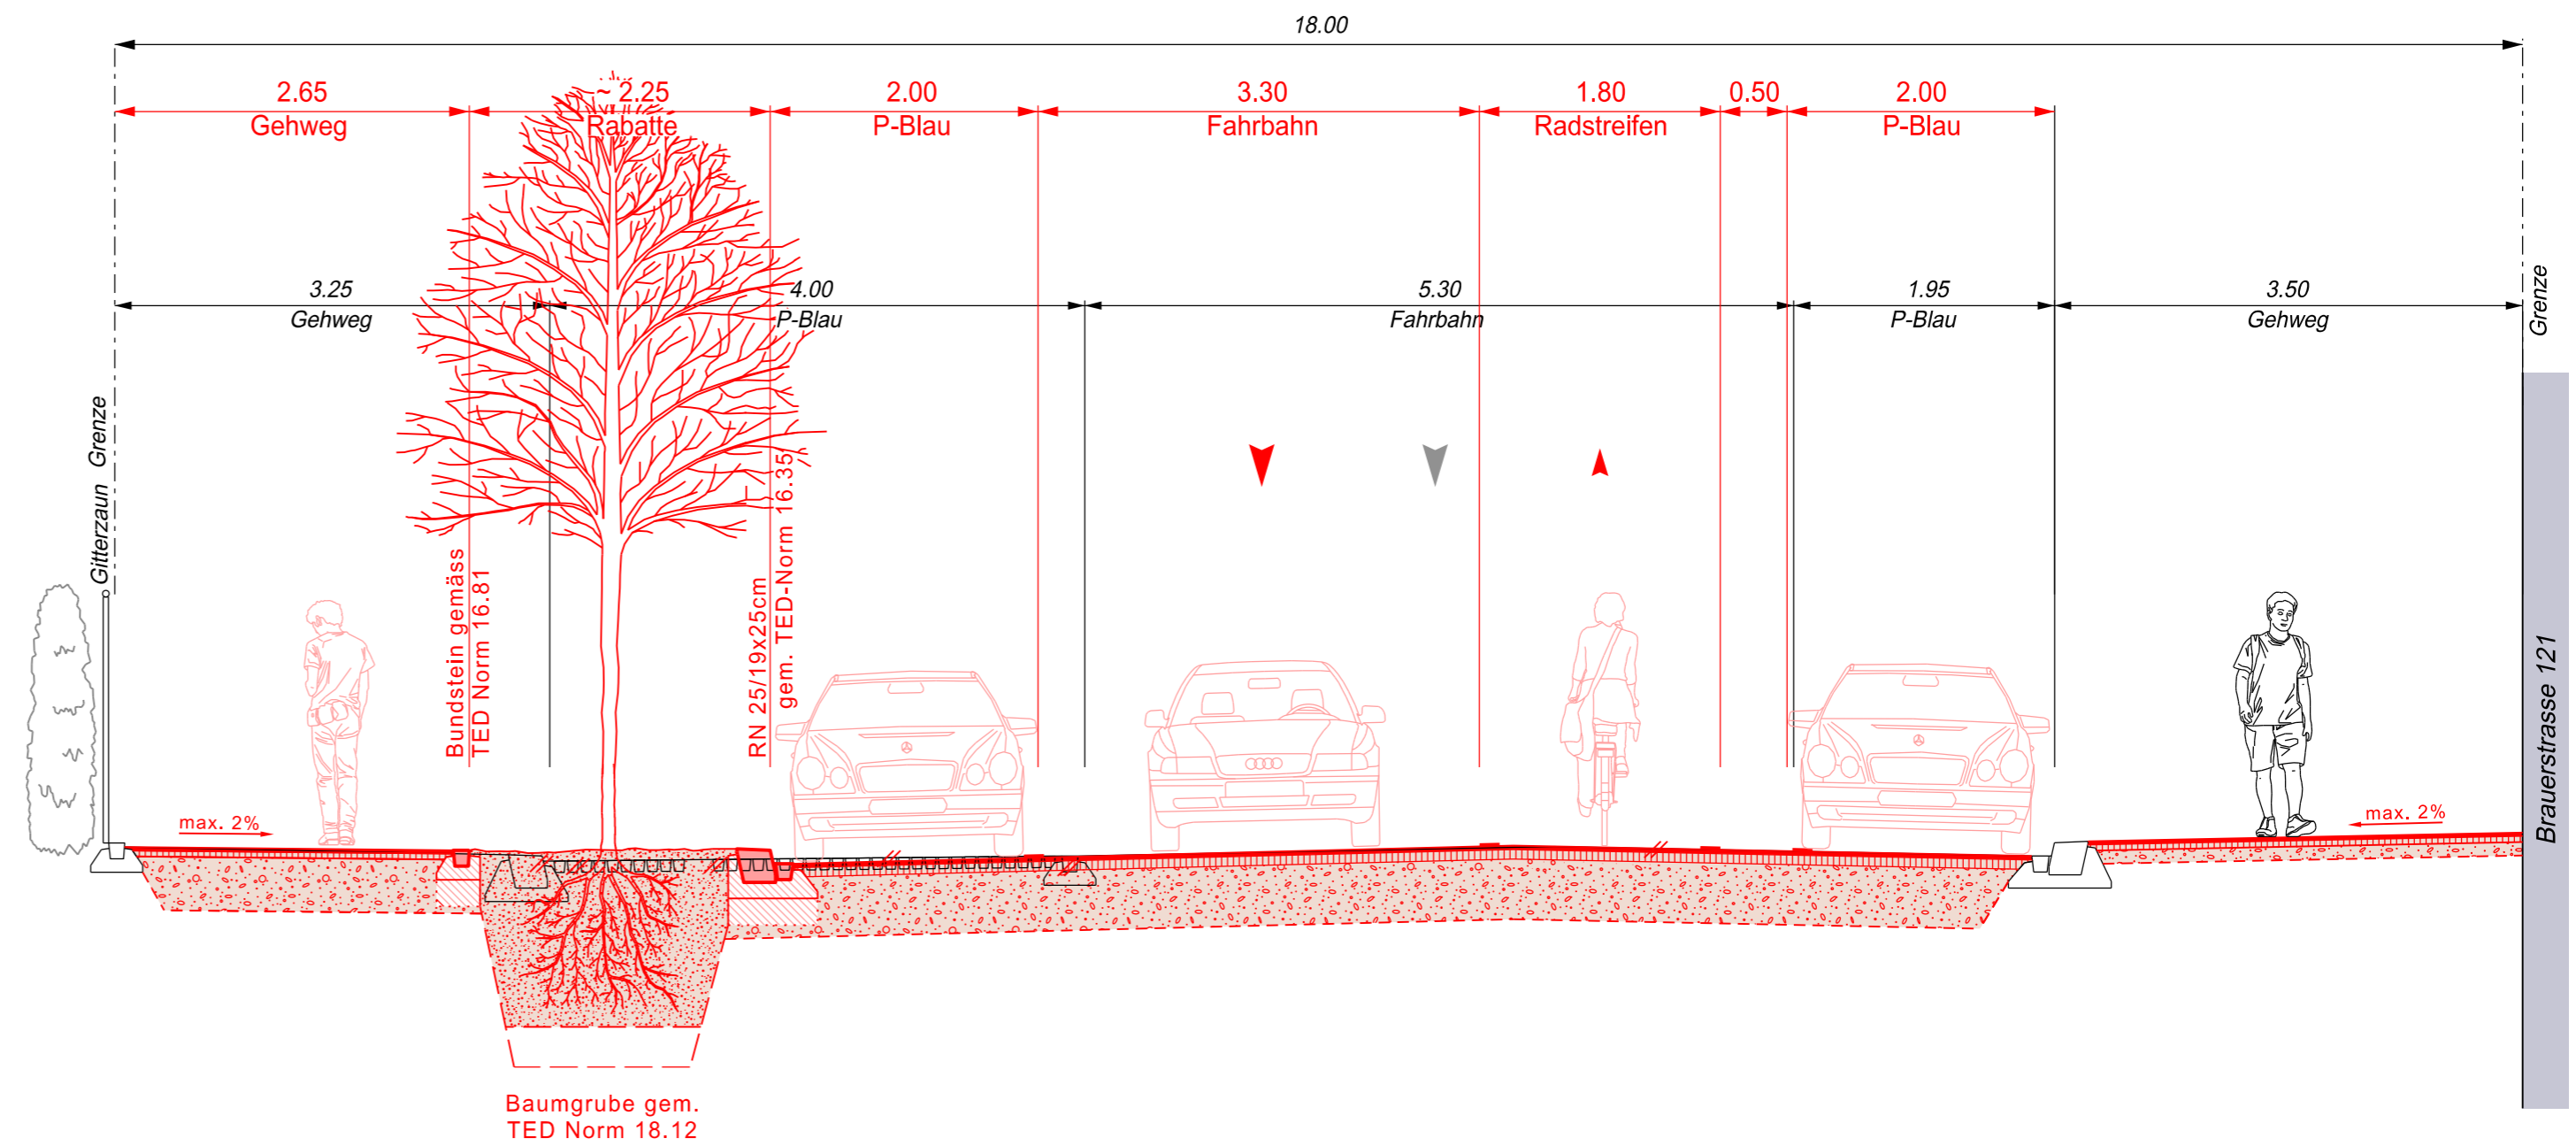 18.00
2.65
Gehweg
~ 2.25
Rabatte
2.00
P-Blau
3.30
Fahrbahn
1.80
Radstreifen
0.50
2.00
P-Blau
3.25
Gehweg
4.00
P-Blau
5.30
Fahrbahn
1.95
P-Blau
3.50
Gehweg
Grenze
Gitterzaun Grenze
Bundstein gemäss
TED Norm 16.81
RN 25/19x25cm
gem. TED-Norm 16.35
Brauerstrasse 121
max. 2%
max. 2%
Baumgrube gem.
TED Norm 18.12